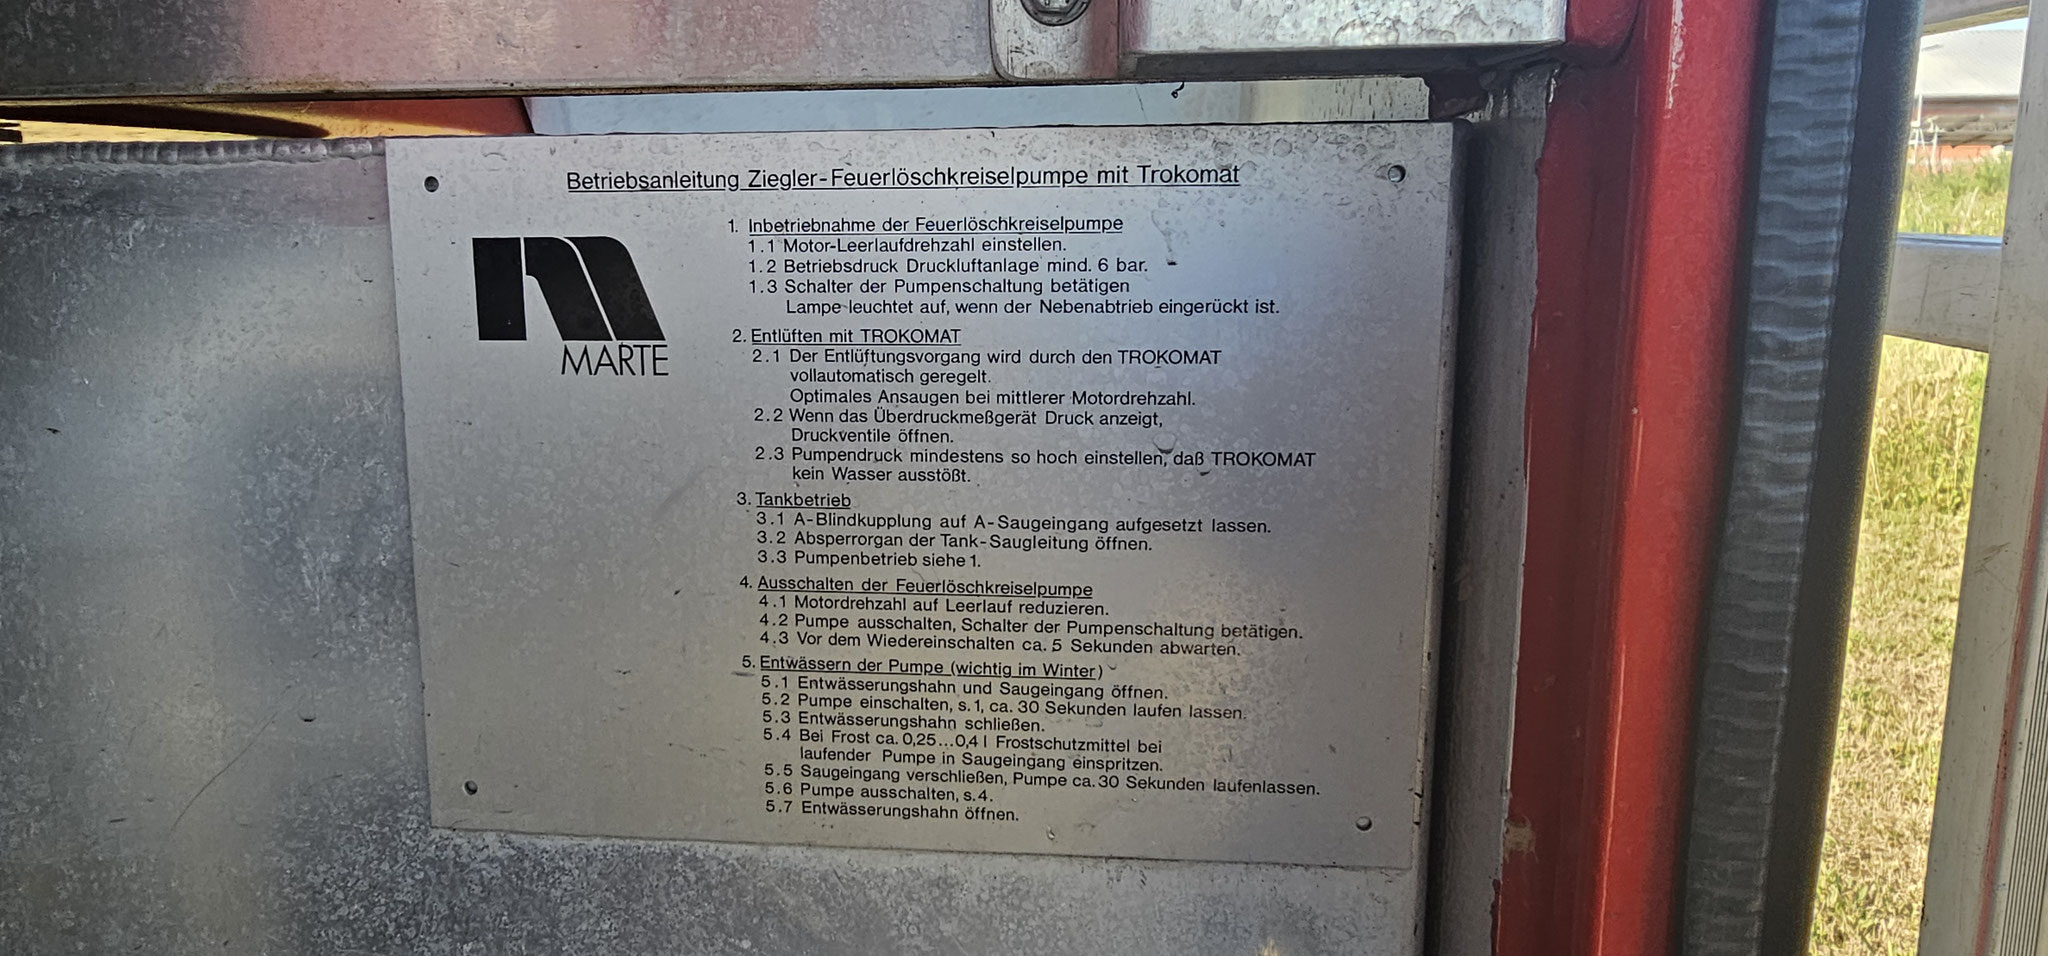 Betriebsanleitung Ziegler-Feuerlöschkreiselpumpe mit Trokomat
MARTE
1. Inbetriebnahme der Feuerlöschkreiselpumpe
1.1 Motor-Leerlaufdrehzahl einstellen.
1.2 Betriebsdruck Druckluftanlage mind. 6 bar.
1.3 Schalter der Pumpenschaltung betätigen
Lampe leuchtet auf, wenn der Nebenabtrieb eingerückt ist.
2. Entlüften mit TROKOMAT
2.1 Der Entlüftungsvorgang wird durch den TROKOMAT
vollautomatisch geregelt.
Optimales Ansaugen bei mittlerer Motordrehzahl.
2.2 Wenn das Überdruckmeßgerät Druck anzeigt,
Druckventile öffnen.
2.3 Pumpendruck mindestens so hoch einstellen, daß TROKOMAT
kein Wasser ausstößt.
3. Tankbetrieb
3.1 A-Blindkupplung auf A-Saugeingang aufgesetzt lassen.
3.2 Absperrorgan der Tank-Saugleitung öffnen.
3.3 Pumpenbetrieb siehe 1.
4. Ausschalten der Feuerlöschkreiselpumpe
4.1 Motordrehzahl auf Leerlauf reduzieren.
4.2 Pumpe ausschalten, Schalter der Pumpenschaltung betätigen.
4.3 Vor dem Wiedereinschalten ca. 5 Sekunden abwarten.
5. Entwässern der Pumpe (wichtig im Winter)
5.1 Entwässerungshahn und Saugeingang öffnen.
5.2 Pumpe einschalten, s. 1, ca. 30 Sekunden laufen lassen.
5.3 Entwässerungshahn schließen.
5.4 Bei Frost ca. 0,25...0,4 l Frostschutzmittel bei
laufender Pumpe in Saugeingang einspritzen.
5.5 Saugeingang verschließen, Pumpe ca. 30 Sekunden laufenlassen.
5.6 Pumpe ausschalten, s. 4.
5.7 Entwässerungshahn öffnen.